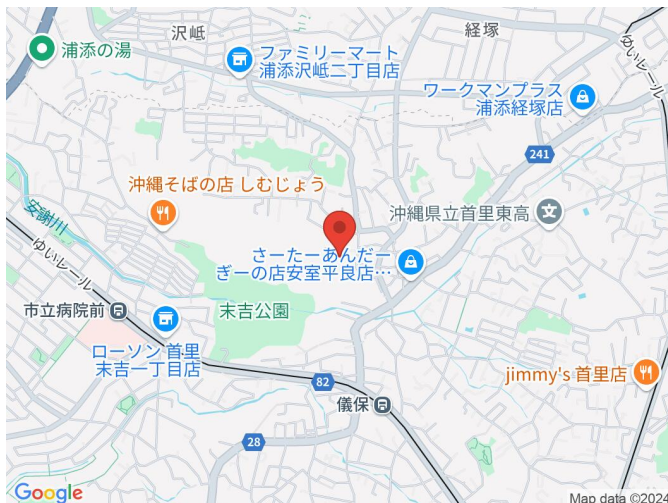 沢岻
経塚
浦添の湯
ファミリーマート
浦添沢岻二丁目店
ゆいレール
ワークマンプラス
浦添経塚店
241
沖縄そばの店 しむじょう
沖縄県立首里東高
安謝川
さーたーあんだー
ぎーの店安室平良店…
ゆいレール
末吉公園
市立病院前
ローソン 首里
末吉一丁目店
jimmy's 首里店
82
儀保
28
Google
Map data ©2024